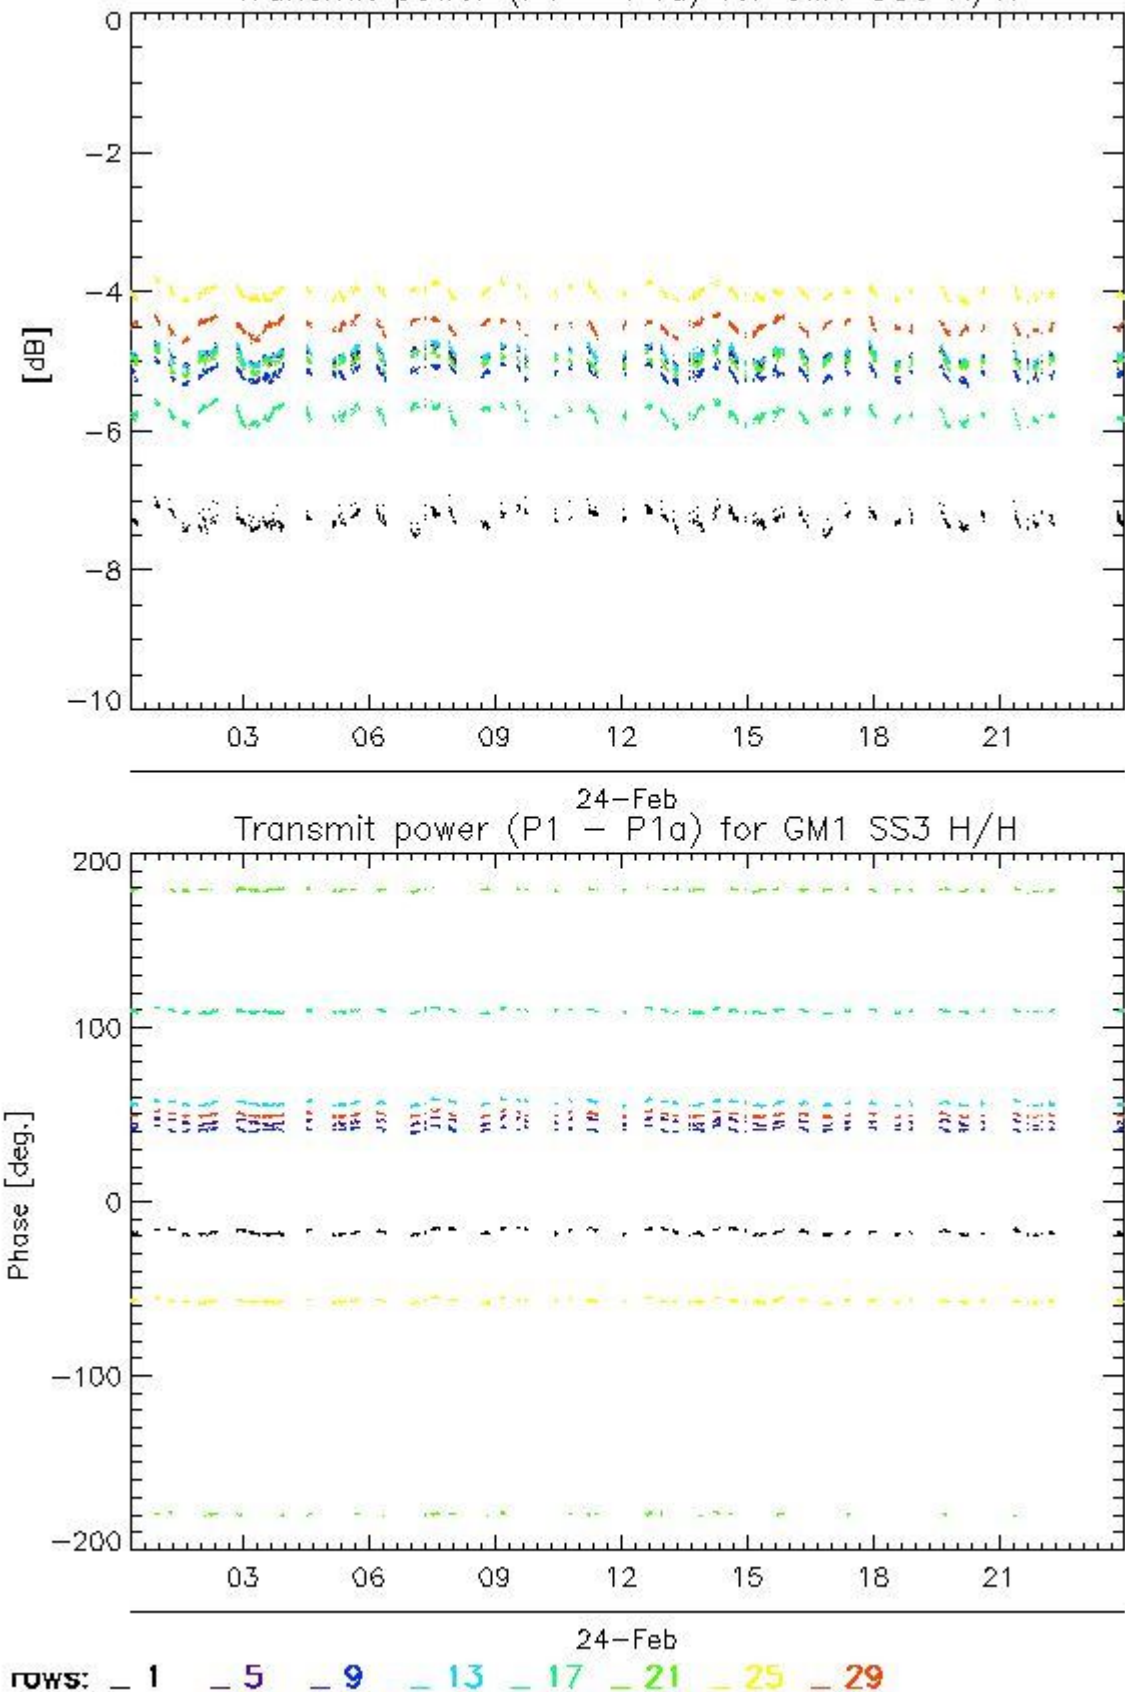 0
−2
−4
[dB]
−6
−8
−10
03 06 09 12 15 18 21
24−Feb
Transmit power (P1 − P1a) for GM1 SS3 H/H
200
100
Phase [deg.]
0
−100
−200
03 06 09 12 15 18 21
24−Feb
rows: _ 1 _ 5 _ 9 _ 13 _ 17 _ 21 _ 25 _ 29